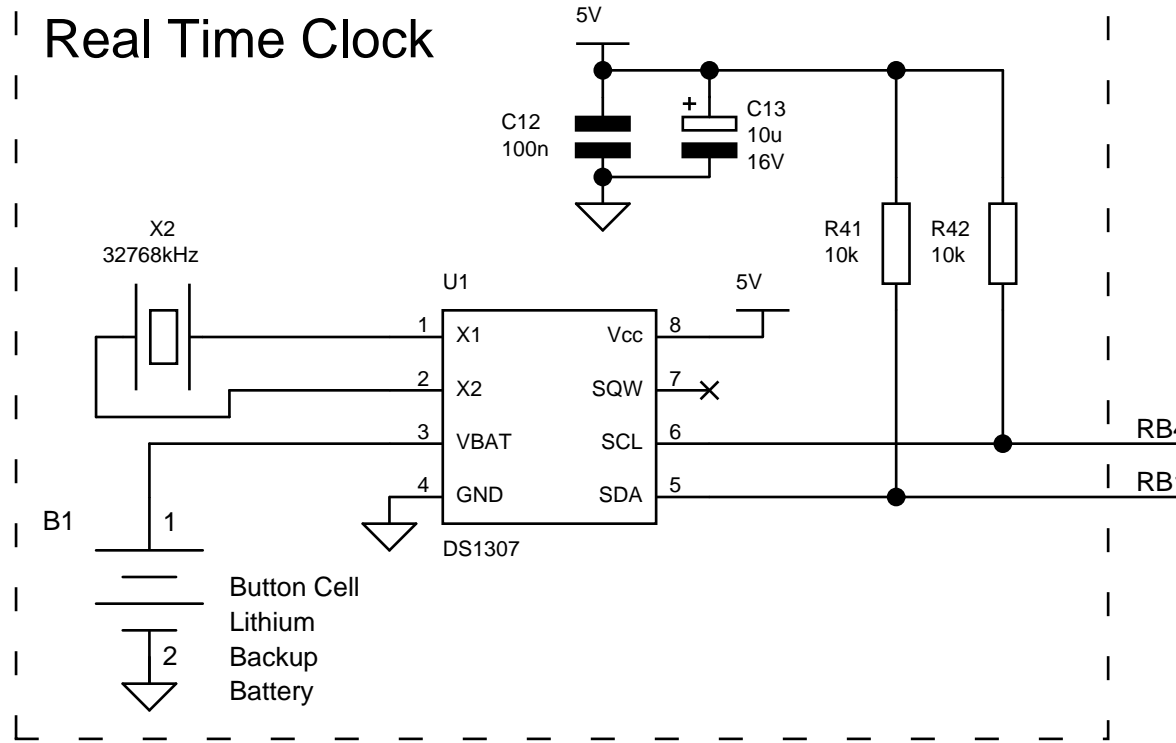 Real Time Clock
5V
C12
100n
+
C13
10u
16V
X2
32768kHz
R41
10k
R42
10k
U1
5V
1
X1
Vcc
8
2
X2
SQW
7
3
VBAT
SCL
6
RB4
4
GND
SDA
5
B1
1
DS1307
Button Cell
Lithium
Backup
Battery
2